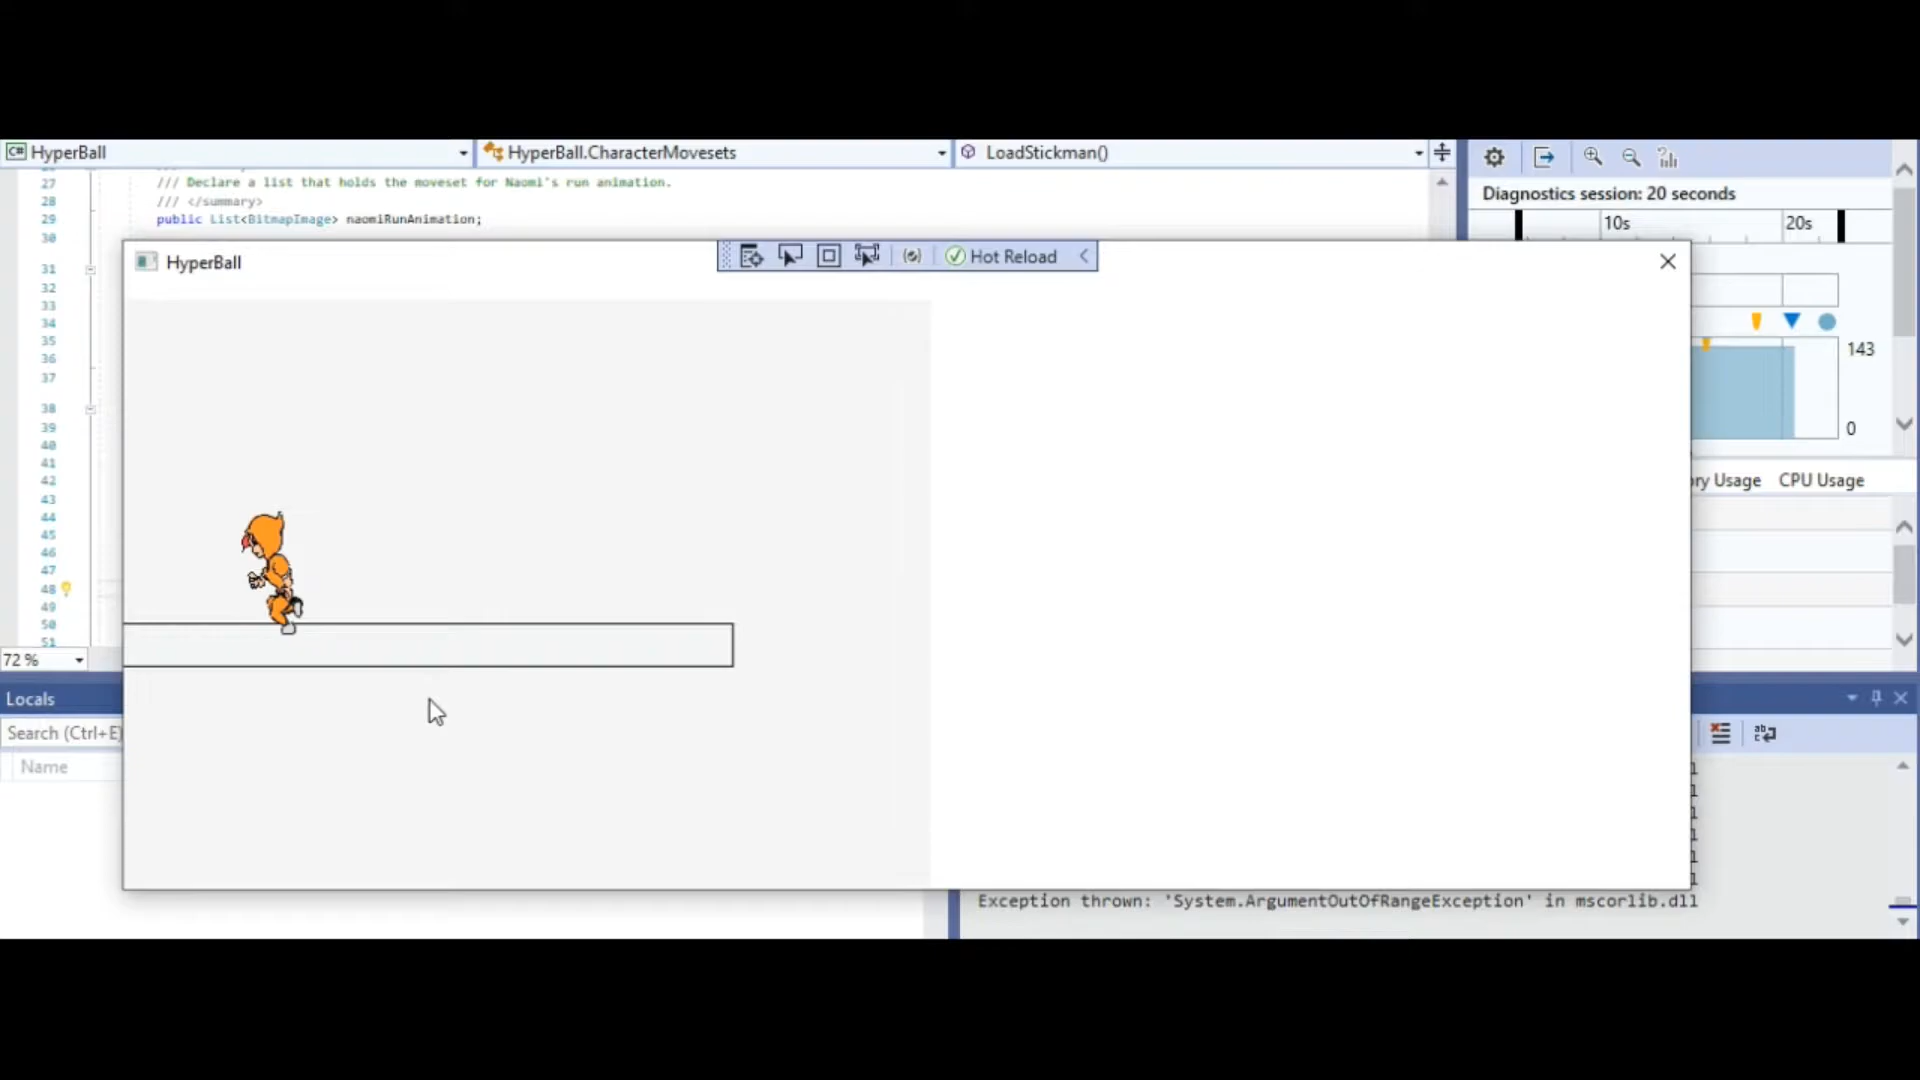 HyperBall
HyperBall.CharacterMovesets
LoadStickman()
27
/// Declare a list that holds the moveset for Naomi's run animation.
28
/// </summary>
29
public List<BitmapImage> naomiRunAnimation;
30
31
32
33
34
35
36
37
38
39
40
41
42
43
44
45
46
47
48
49
50
51
72 %
HyperBall
Hot Reload
Diagnostics session: 20 seconds
10s
20s
143
0
ry Usage
CPU Usage
Locals
Search (Ctrl+E)
Name
l
l
l
l
l
l
Exception thrown: 'System.ArgumentOutOfRangeException' in mscorlib.dll